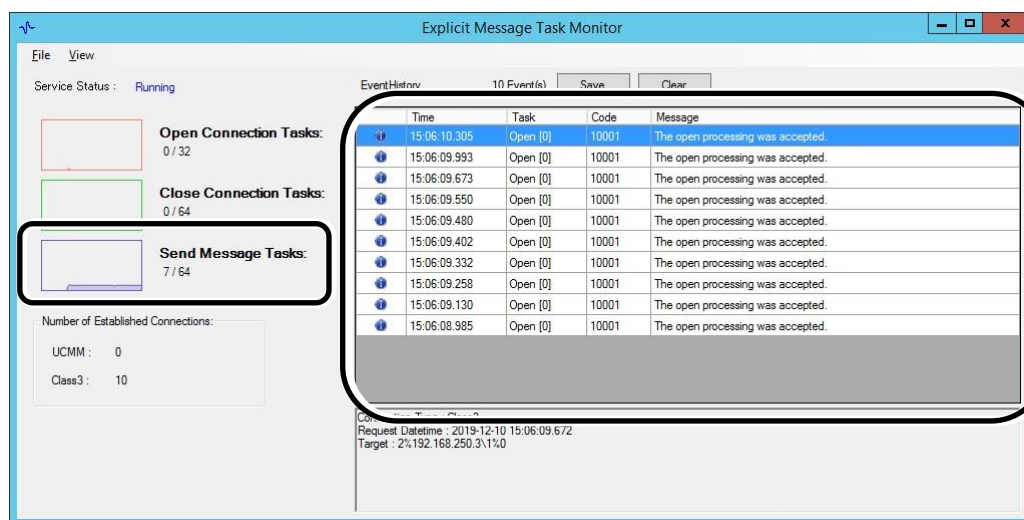 Explicit Message Task Monitor
File View
Service Status : Running
EventHistory 10 Event(s) Save Clear
Open Connection Tasks:
0 / 32
Close Connection Tasks:
0 / 64
Send Message Tasks:
7 / 64
Number of Established Connections:
UCMM : 0
Class3 : 10
Time Task Code Message
15:06:10.305 Open [0] 10001 The open processing was accepted.
15:06:09.993 Open [0] 10001 The open processing was accepted.
15:06:09.673 Open [0] 10001 The open processing was accepted.
15:06:09.550 Open [0] 10001 The open processing was accepted.
15:06:09.480 Open [0] 10001 The open processing was accepted.
15:06:09.402 Open [0] 10001 The open processing was accepted.
15:06:09.332 Open [0] 10001 The open processing was accepted.
15:06:09.258 Open [0] 10001 The open processing was accepted.
15:06:09.130 Open [0] 10001 The open processing was accepted.
15:06:08.985 Open [0] 10001 The open processing was accepted.
Request Datetime : 2019-12-10 15:06:09.672
Target : 2%192.168.250.3\1%0